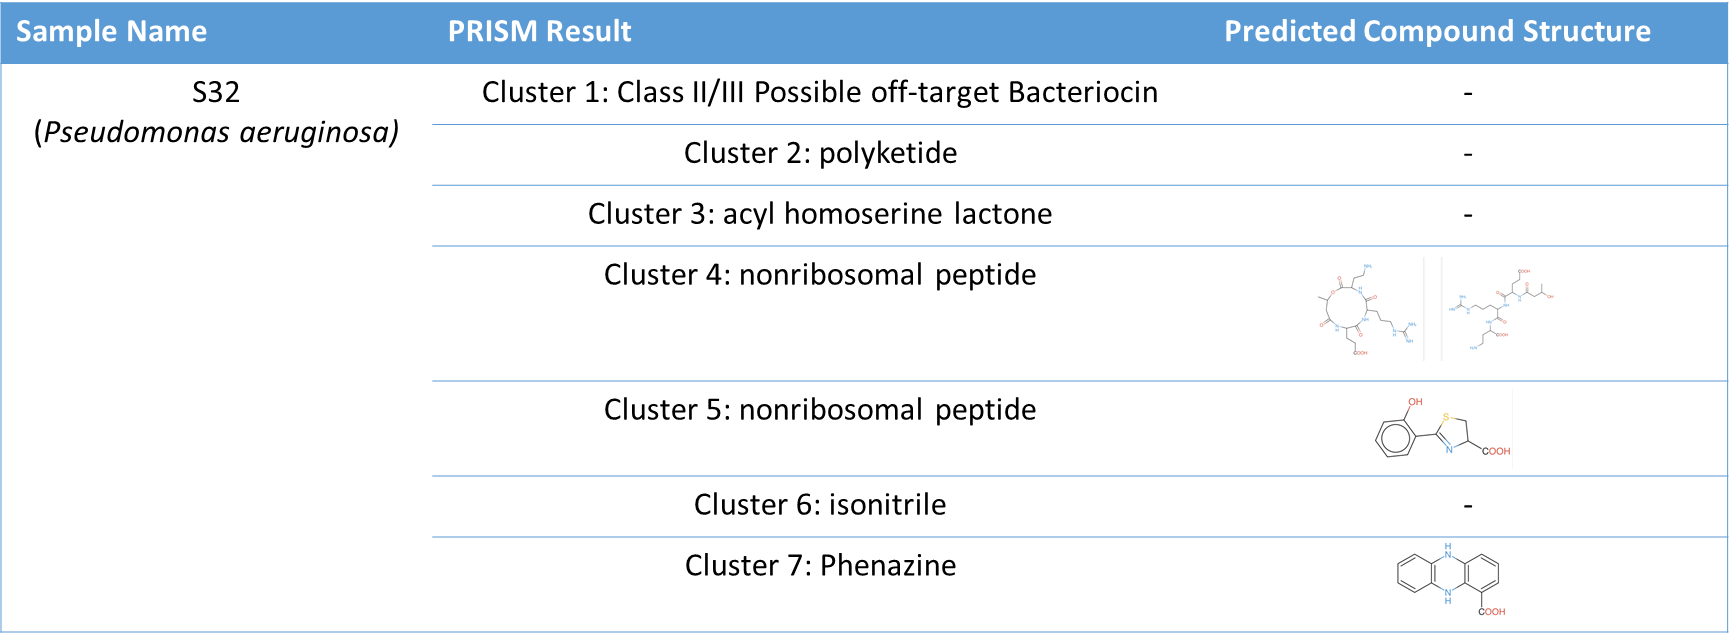 Sample Name PRISM Result Predicted Compound Structure
S32 Cluster 1: Class II/III Possible off-target Bacteriocin -
(Pseudomonas aeruginosa)
Cluster 2: polyketide -
Cluster 3: acyl homoserine lactone -
Cluster 4: nonribosomal peptide
Cluster 5: nonribosomal peptide
OH
S
N
COOH
Cluster 6: isonitrile -
Cluster 7: Phenazine
H
N
N
H
COOH